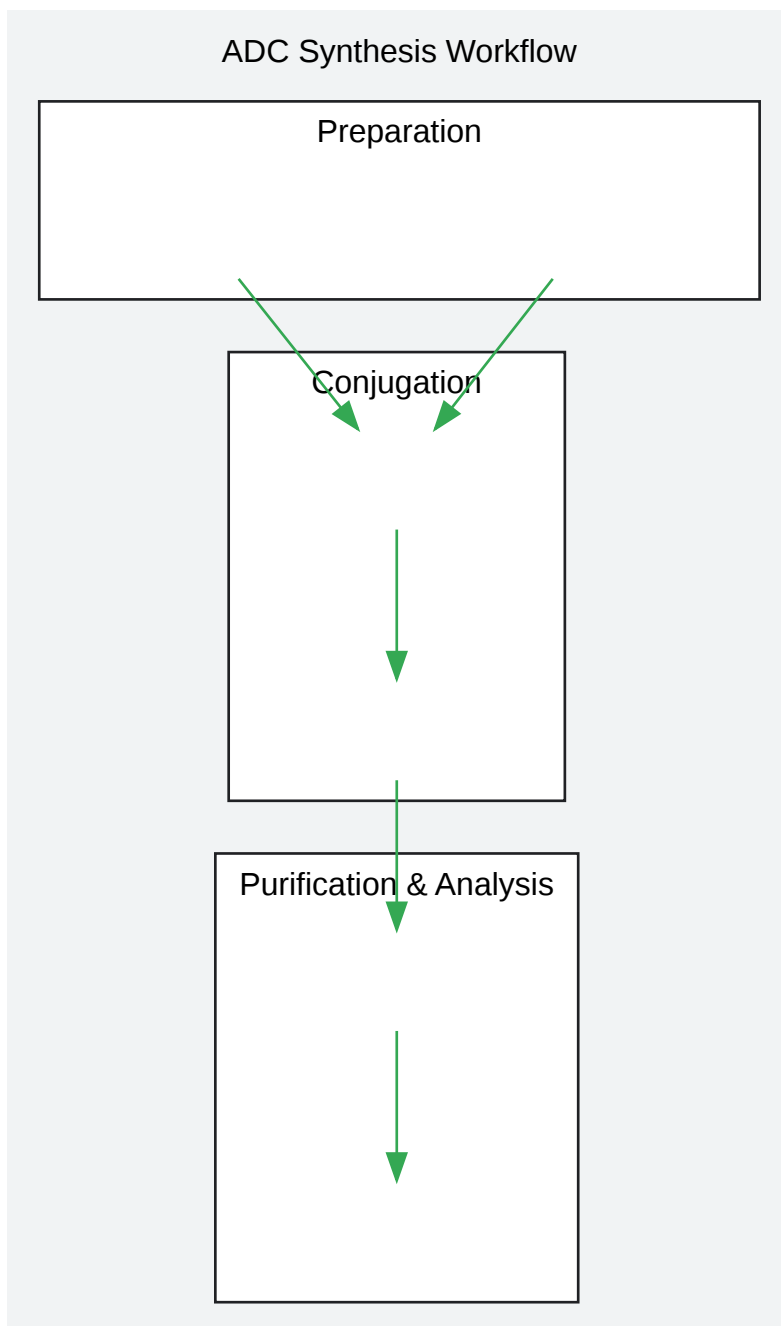 ADC Synthesis Workflow
Preparation
Conjugation
Purification & Analysis